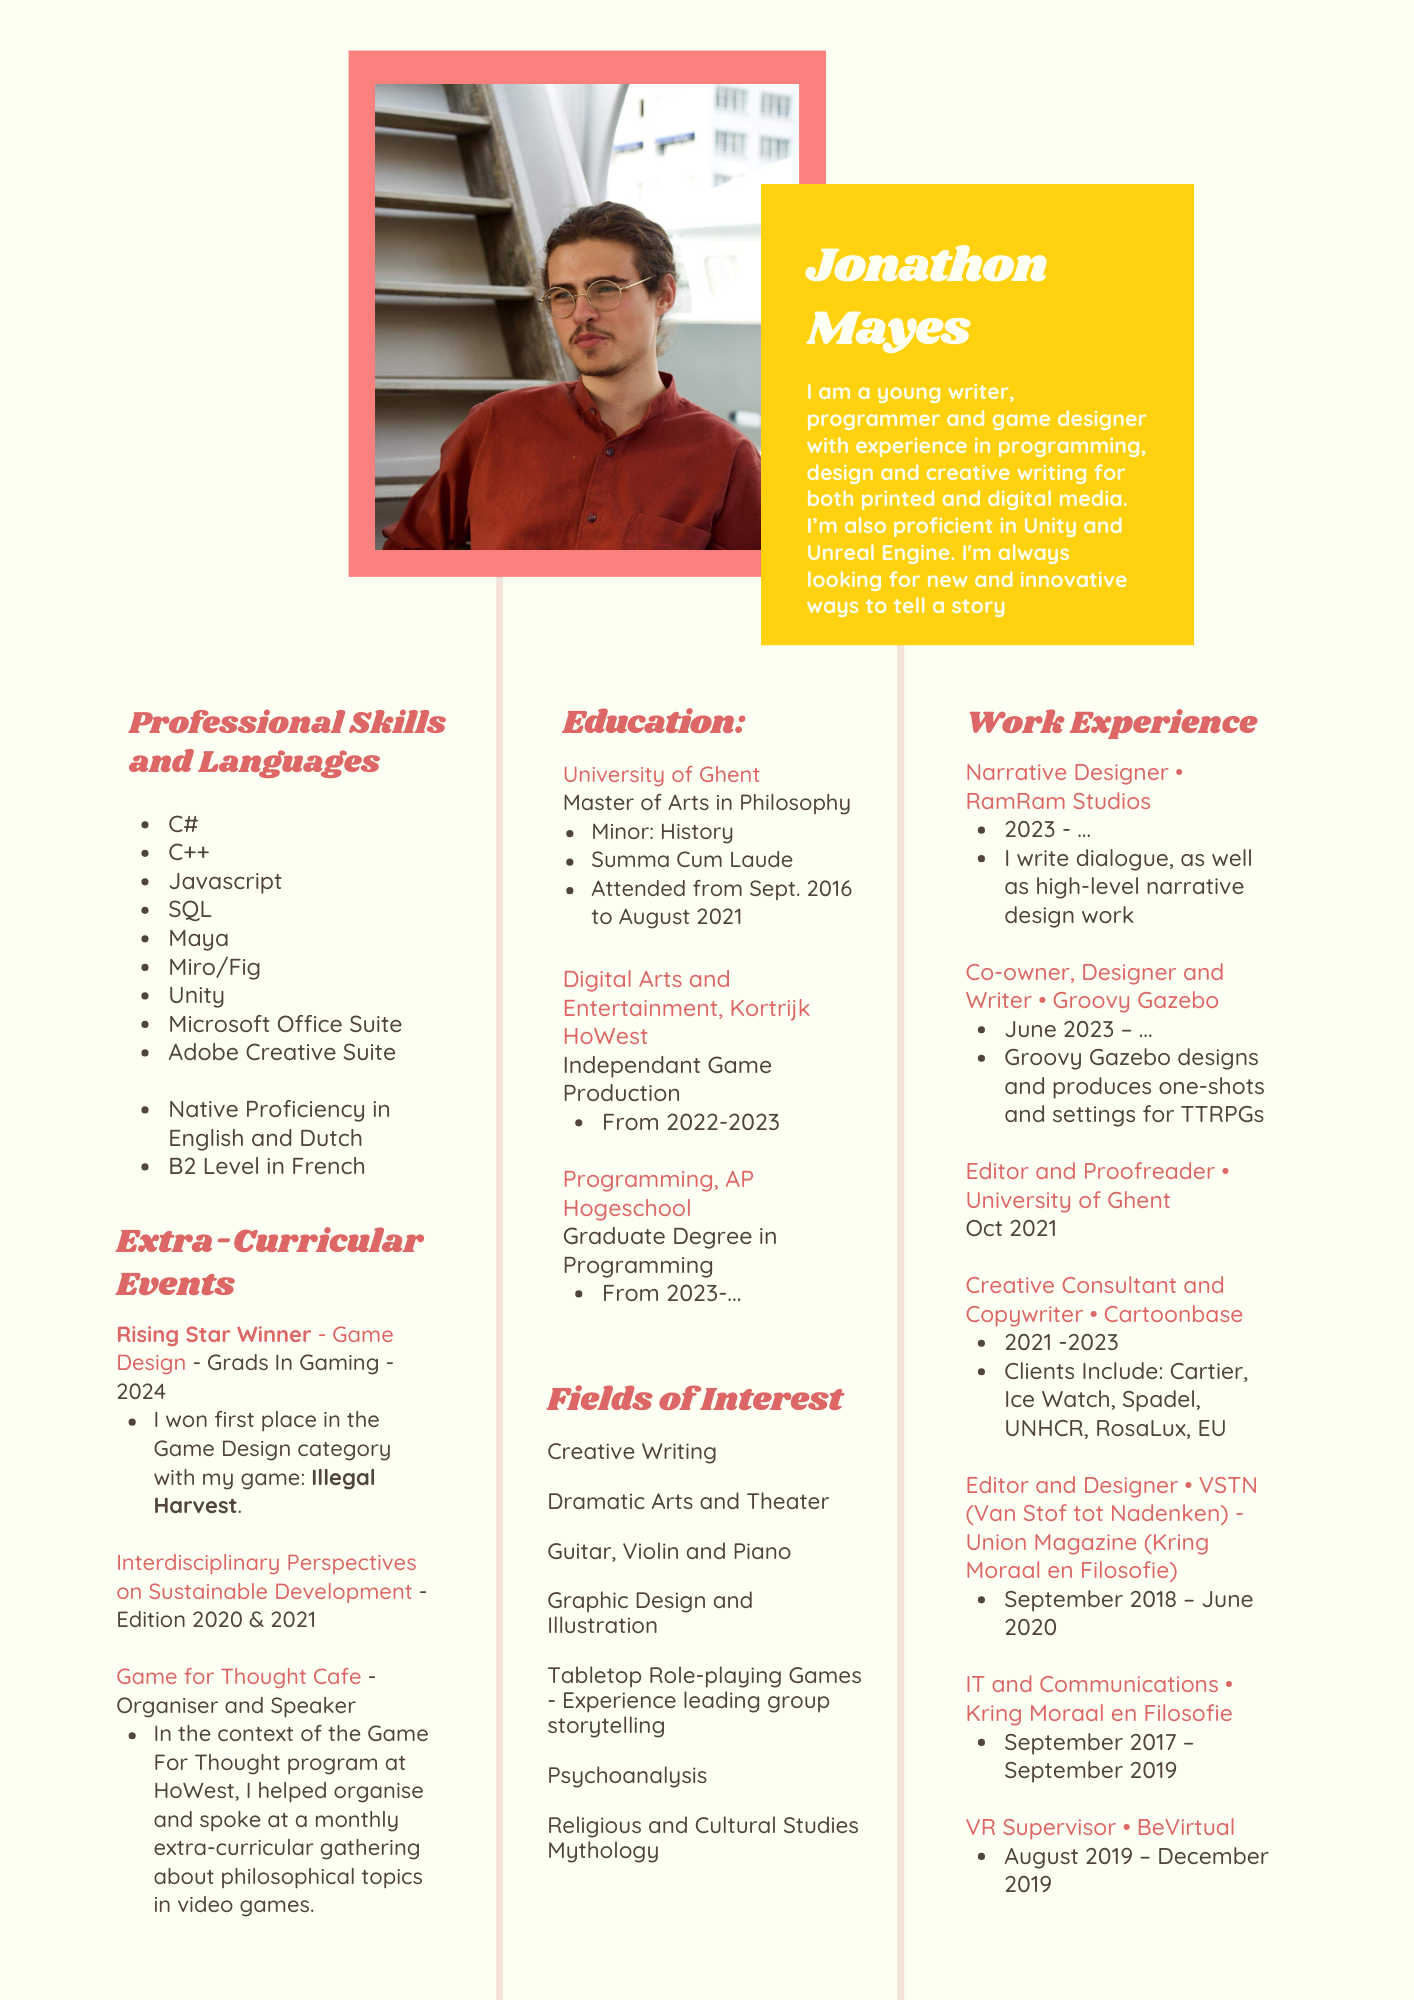 Jonathon
Mayes
I am a young writer,
programmer and game designer
with experience in programming,
design and creative writing for
both printed and digital media.
I’m also proficient in Unity and
Unreal Engine. I'm always
looking for new and innovative
ways to tell a story
Professional Skills
and Languages
• C#
• C++
• Javascript
• SQL
• Maya
• Miro/Fig
• Unity
• Microsoft Office Suite
• Adobe Creative Suite
• Native Proficiency in
English and Dutch
• B2 Level in French
Extra-Curricular
Events
Rising Star Winner - Game
Design - Grads In Gaming -
2024
• I won first place in the
Game Design category
with my game: Illegal
Harvest.
Interdisciplinary Perspectives
on Sustainable Development -
Edition 2020 & 2021
Game for Thought Cafe -
Organiser and Speaker
• In the context of the Game
For Thought program at
HoWest, I helped organise
and spoke at a monthly
extra-curricular gathering
about philosophical topics
in video games.
Education:
University of Ghent
Master of Arts in Philosophy
• Minor: History
• Summa Cum Laude
• Attended from Sept. 2016
to August 2021
Digital Arts and
Entertainment, Kortrijk
HoWest
Independant Game
Production
• From 2022-2023
Programming, AP
Hogeschool
Graduate Degree in
Programming
• From 2023-...
Fields of Interest
Creative Writing
Dramatic Arts and Theater
Guitar, Violin and Piano
Graphic Design and
Illustration
Tabletop Role-playing Games
- Experience leading group
storytelling
Psychoanalysis
Religious and Cultural Studies
Mythology
Work Experience
Narrative Designer •
RamRam Studios
• 2023 - ...
• I write dialogue, as well
as high-level narrative
design work
Co-owner, Designer and
Writer • Groovy Gazebo
• June 2023 – ...
• Groovy Gazebo designs
and produces one-shots
and settings for TTRPGs
Editor and Proofreader •
University of Ghent
Oct 2021
Creative Consultant and
Copywriter • Cartoonbase
• 2021 -2023
• Clients Include: Cartier,
Ice Watch, Spadel,
UNHCR, RosaLux, EU
Editor and Designer • VSTN
(Van Stof tot Nadenken) -
Union Magazine (Kring
Moraal en Filosofie)
• September 2018 – June
2020
IT and Communications •
Kring Moraal en Filosofie
• September 2017 –
September 2019
VR Supervisor • BeVirtual
• August 2019 – December
2019